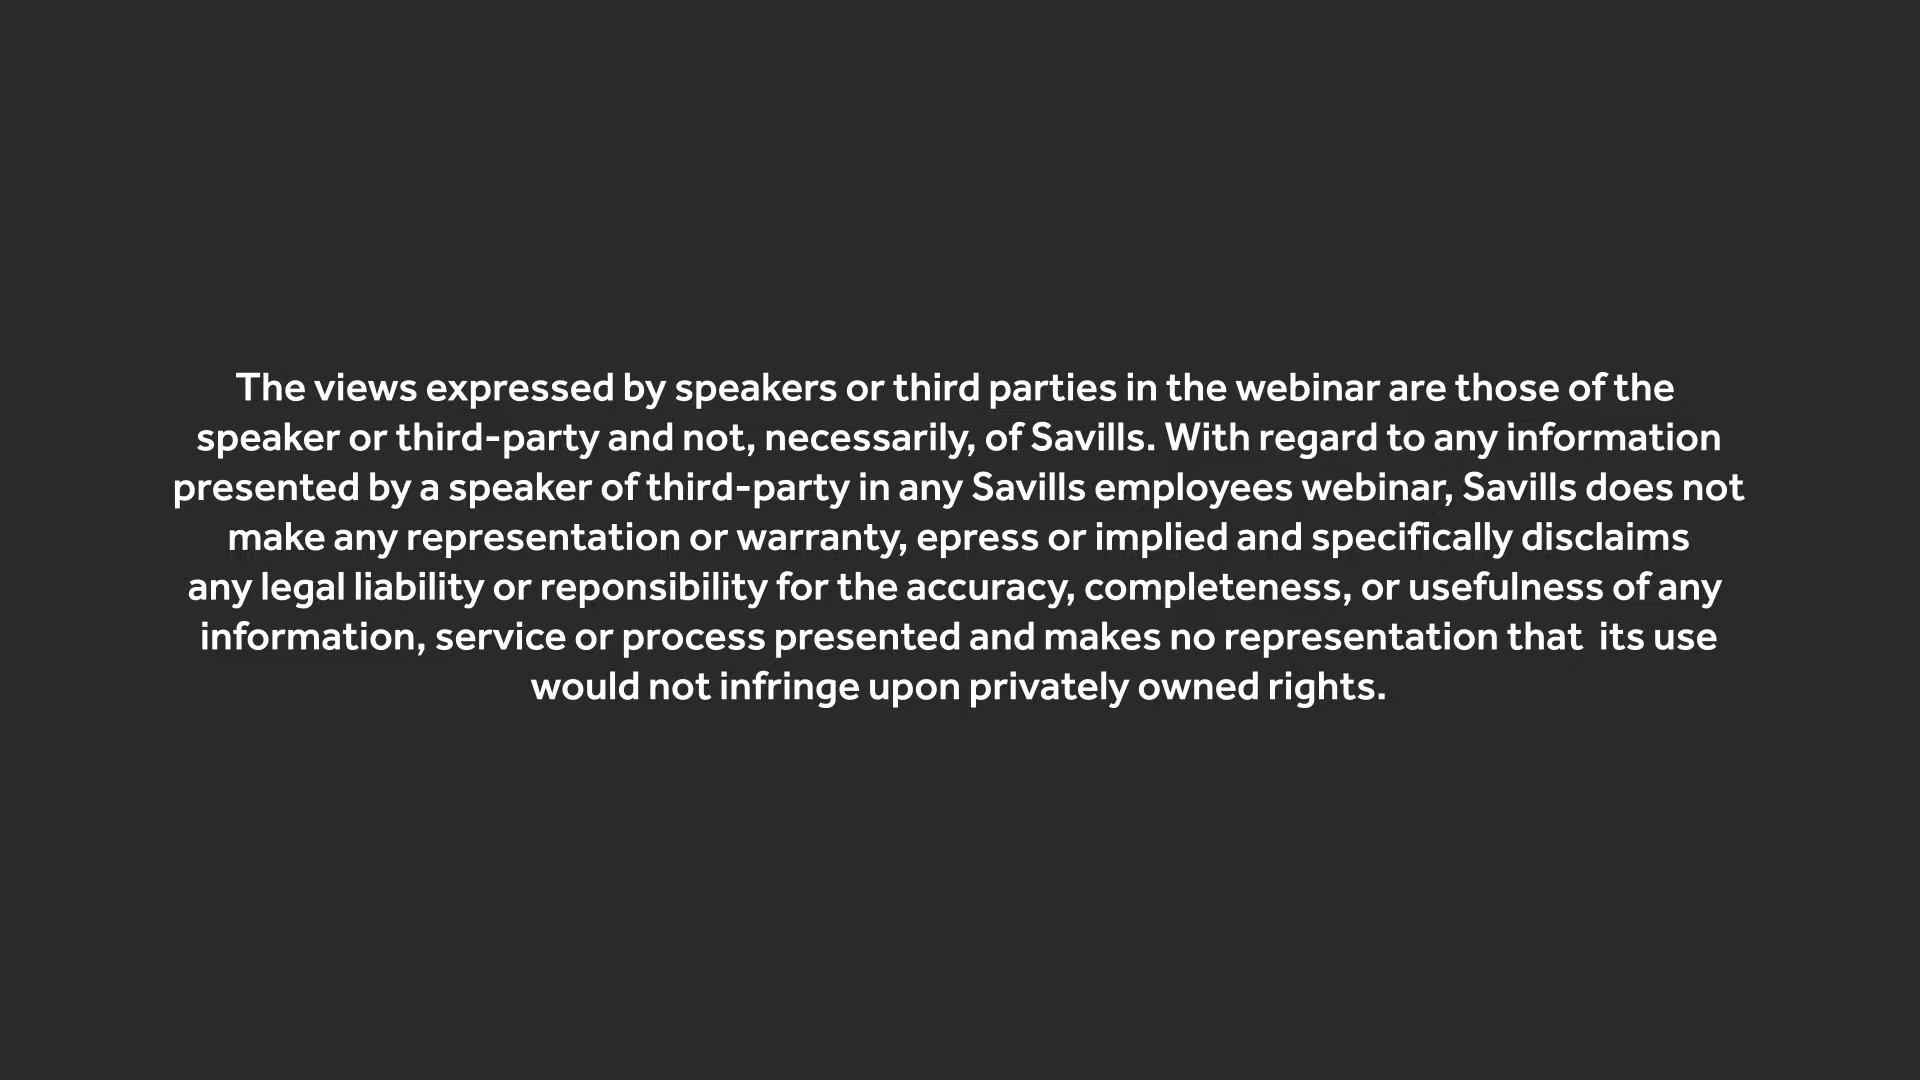 The views expressed by speakers or third parties in the webinar are those of the
speaker or third-party and not, necessarily, of Savills. With regard to any information
presented by a speaker of third-party in any Savills employees webinar, Savills does not
make any representation or warranty, epress or implied and specifically disclaims
any legal liability or reponsibility for the accuracy, completeness, or usefulness of any
information, service or process presented and makes no representation that  its use
would not infringe upon privately owned rights.